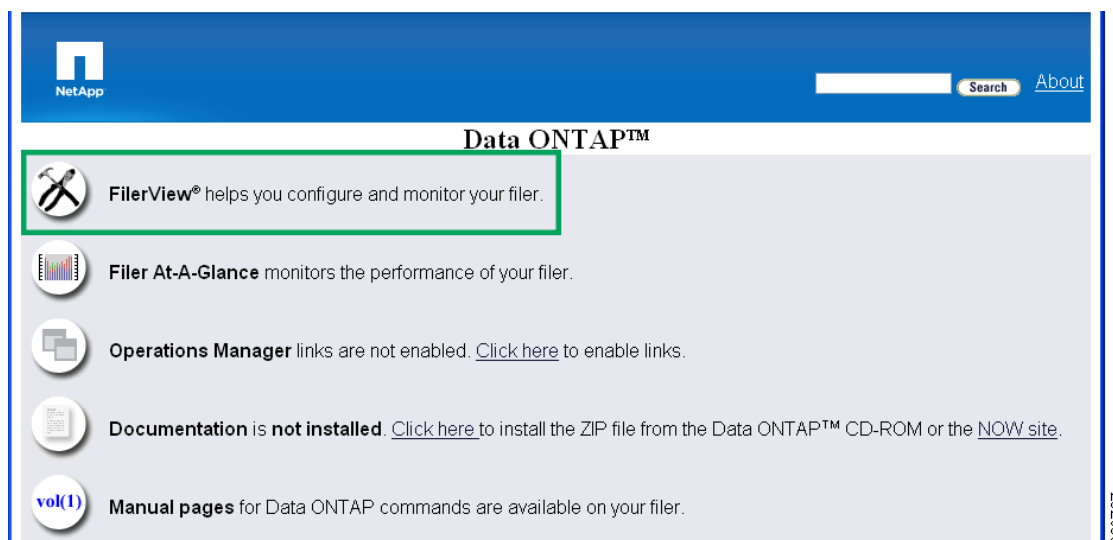 NetApp
Search About
Data ONTAP™
FilerView® helps you configure and monitor your filer.
Filer At-A-Glance monitors the performance of your filer.
Operations Manager links are not enabled. Click here to enable links.
Documentation is not installed. Click here to install the ZIP file from the Data ONTAP™ CD-ROM or the NOW site.
vol(1) Manual pages for Data ONTAP commands are available on your filer.